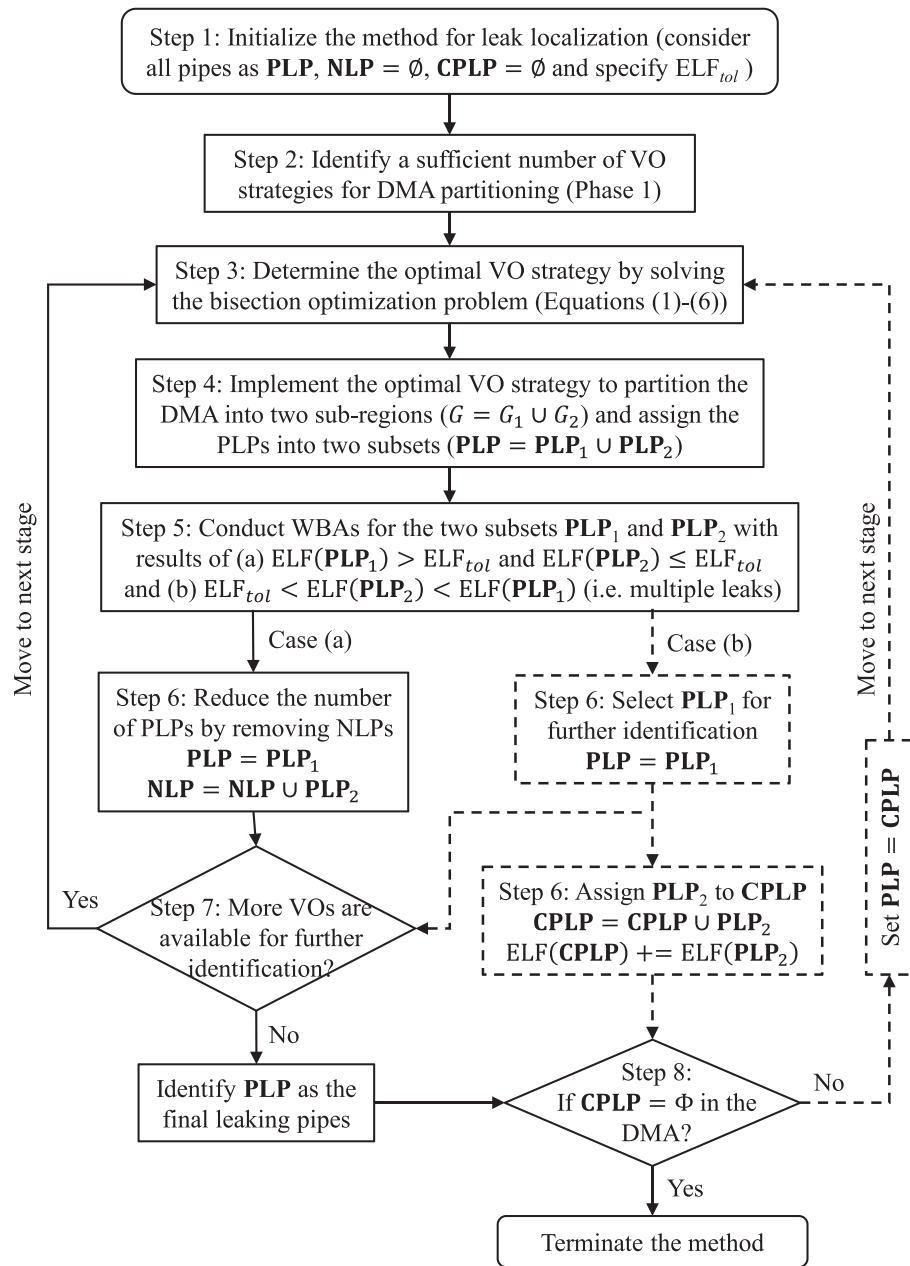 Step 1: Initialize the method for leak localization (consider
all pipes as PLP, NLP = ∅, CPLP = ∅ and specify ELF_tol )
Step 2: Identify a sufficient number of VO
strategies for DMA partitioning (Phase 1)
Step 3: Determine the optimal VO strategy by solving
the bisection optimization problem (Equations (1)-(6))
Step 4: Implement the optimal VO strategy to partition the
DMA into two sub-regions (G = G₁ ∪ G₂) and assign the
PLPs into two subsets (PLP = PLP₁ ∪ PLP₂)
Step 5: Conduct WBAs for the two subsets PLP₁ and PLP₂ with
results of (a) ELF(PLP₁) > ELF_tol and ELF(PLP₂) ≤ ELF_tol
and (b) ELF_tol < ELF(PLP₂) < ELF(PLP₁) (i.e. multiple leaks)
Move to next stage
Move to next stage
Case (a)
Case (b)
Step 6: Reduce the number
of PLPs by removing NLPs
PLP = PLP₁
NLP = NLP ∪ PLP₂
Step 6: Select PLP₁ for
further identification
PLP = PLP₁
Set PLP = CPLP
Yes
Step 7: More VOs are
available for further
identification?
Step 6: Assign PLP₂ to CPLP
CPLP = CPLP ∪ PLP₂
ELF(CPLP) += ELF(PLP₂)
No
Identify PLP as the
final leaking pipes
Step 8:
If CPLP = Φ in the
DMA?
No
Yes
Terminate the method